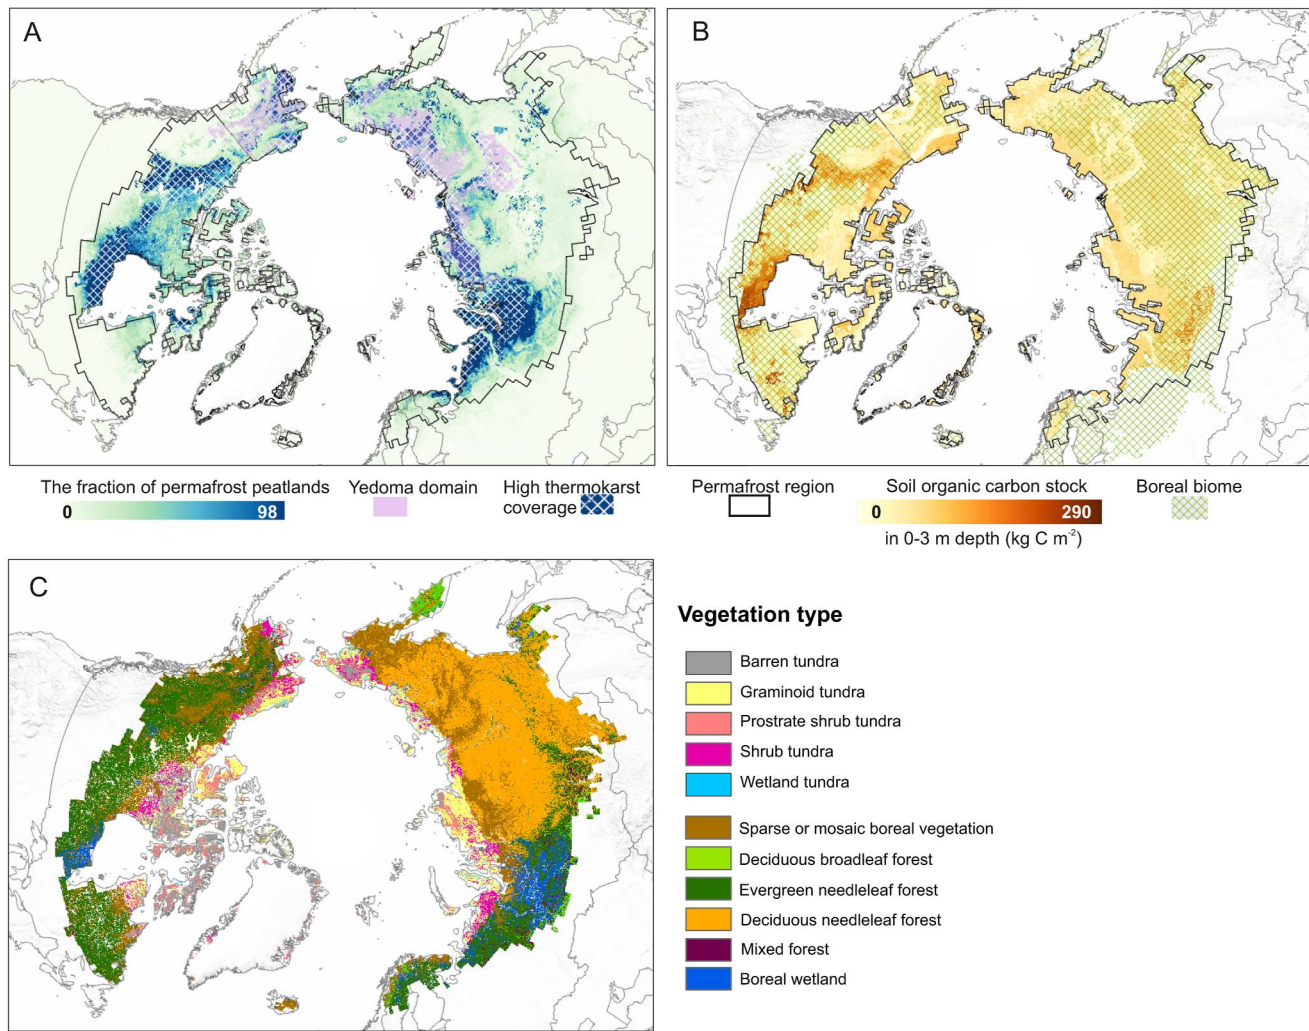 A
B
The fraction of permafrost peatlands
0 98
Yedoma domain
High thermokarst
coverage
Permafrost region
Soil organic carbon stock
0 290
in 0-3 m depth (kg C m⁻²)
Boreal biome
C
Vegetation type
Barren tundra
Graminoid tundra
Prostrate shrub tundra
Shrub tundra
Wetland tundra
Sparse or mosaic boreal vegetation
Deciduous broadleaf forest
Evergreen needleleaf forest
Deciduous needleleaf forest
Mixed forest
Boreal wetland